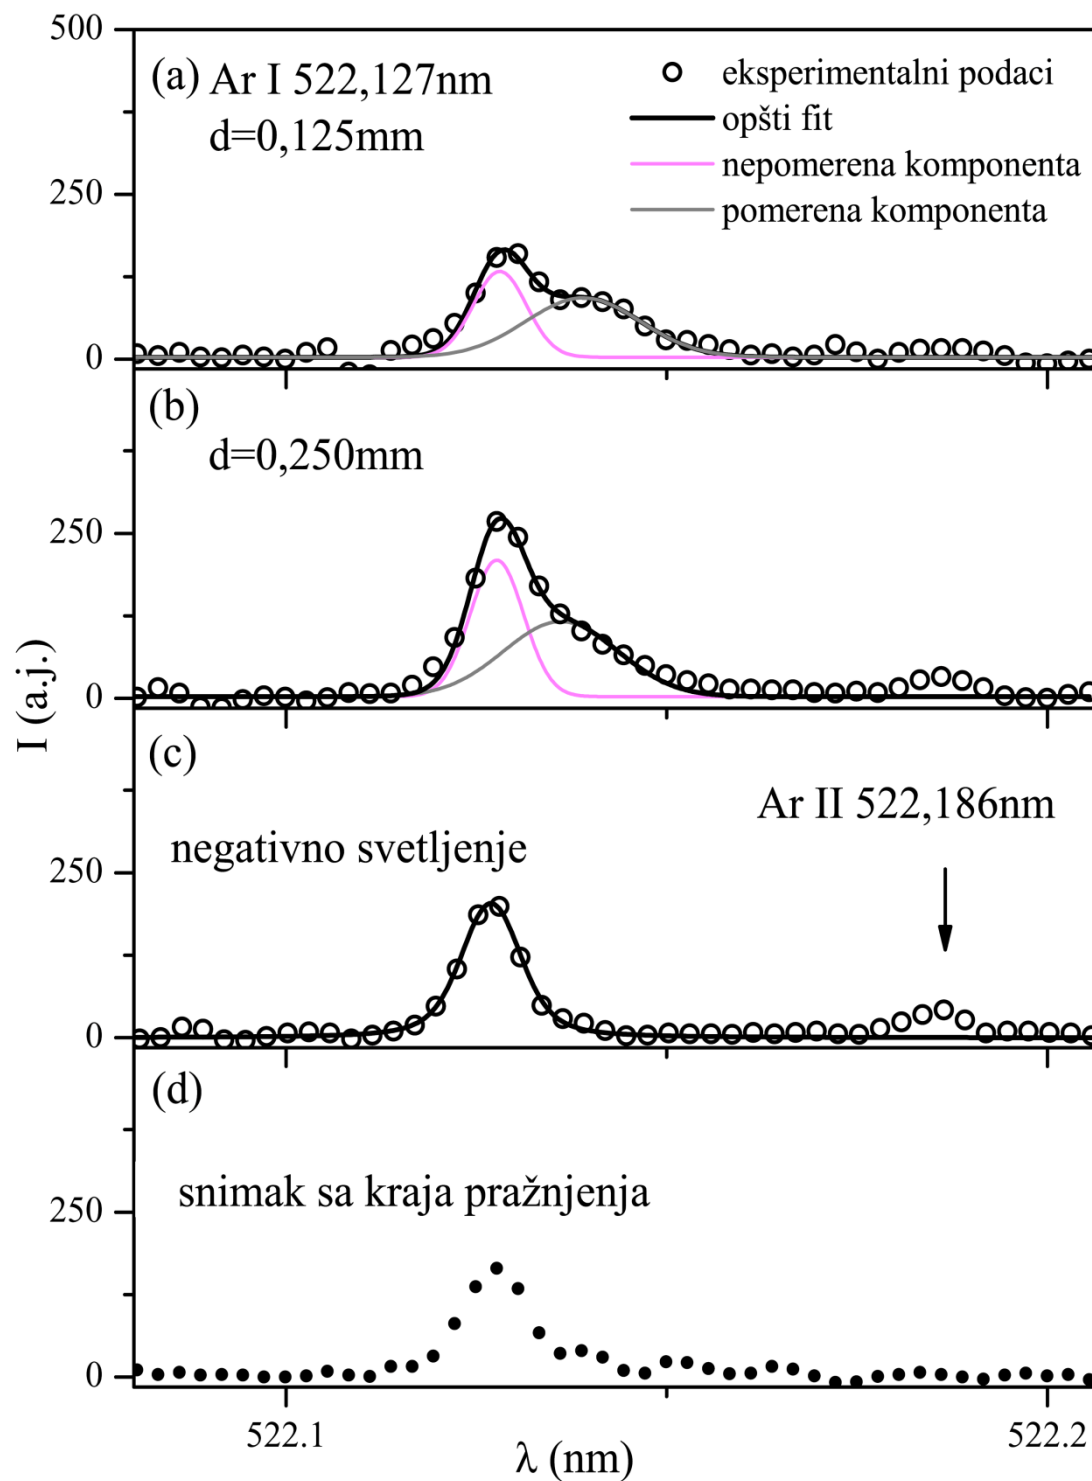 500
(a) Ar I 522,127nm
d=0,125mm
eksperimentalni podaci
opšti fit
nepomerena komponenta
pomerena komponenta
250
0
(b)
d=0,250mm
250
0
(c)
Ar II 522,186nm
negativno svetljenje
250
0
(d)
snimak sa kraja pražnjenja
250
0
I (a.j.)
522.1
522.2
λ (nm)